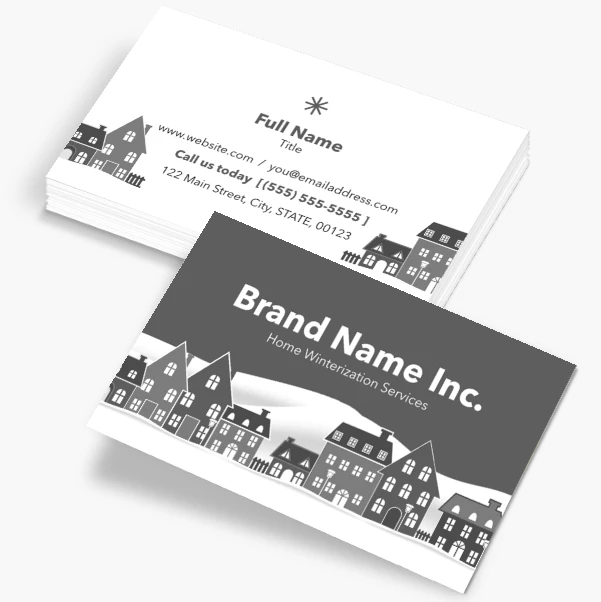 Full Name
Title
www.website.com / you@emailaddress.com
Call us today [(555) 555-5555 ]
122 Main Street, City, STATE, 00123
Brand Name Inc.
Home Winterization Services